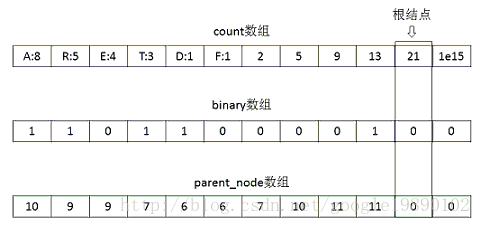 根结点
count数组
A:8 R:5 E:4 T:3 D:1 F:1 2 5 9 13 21 1e15
binary数组
1 1 0 1 1 0 0 0 0 1 0 0
parent_node数组
10 9 9 7 6 6 7 10 11 11 0 0